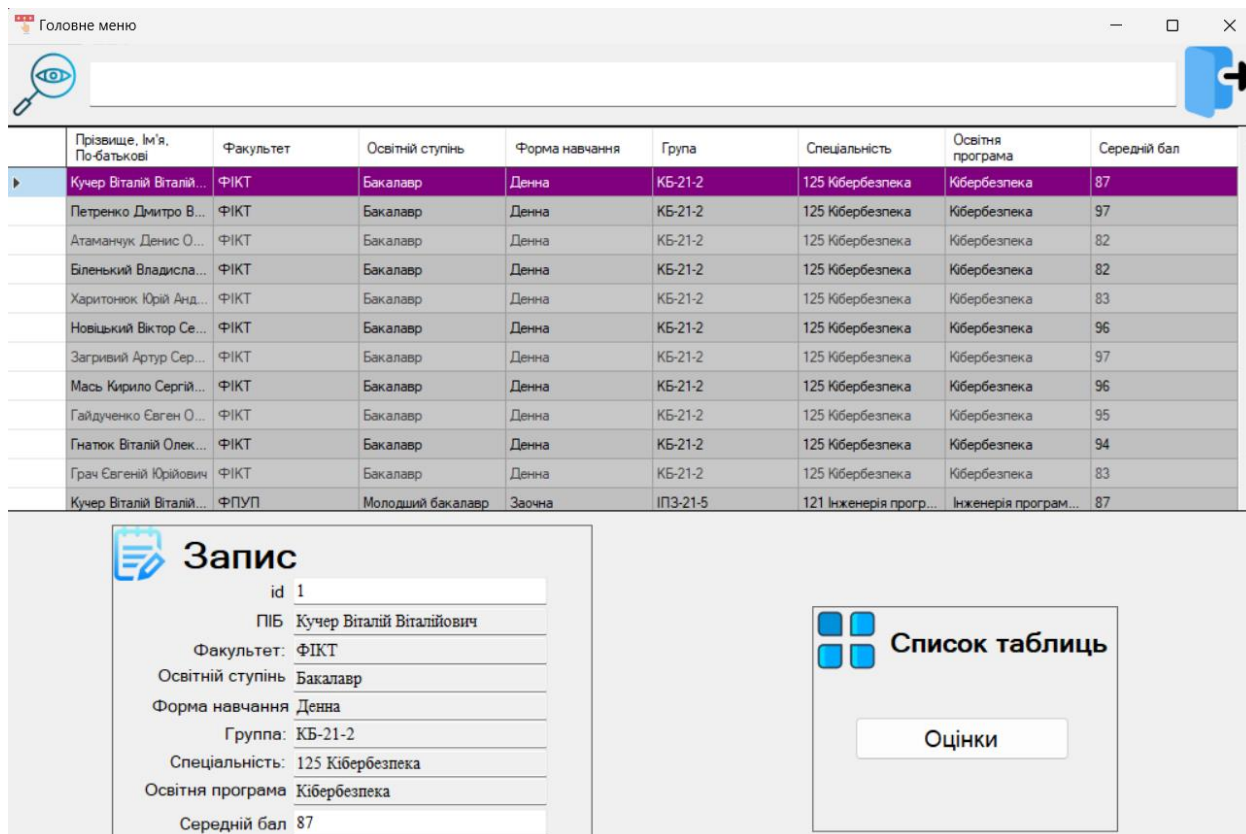 Головне меню
Прізвище, Ім'я, По-батькові Факультет Освітній ступінь Форма навчання Група Спеціальність Освітня програма Середній бал
Кучер Віталій Віталій... ФІКТ Бакалавр Денна КБ-21-2 125 Кібербезпека Кібербезпека 87
Петренко Дмитро В... ФІКТ Бакалавр Денна КБ-21-2 125 Кібербезпека Кібербезпека 97
Атаманчук Денис О... ФІКТ Бакалавр Денна КБ-21-2 125 Кібербезпека Кібербезпека 82
Біленький Владисла... ФІКТ Бакалавр Денна КБ-21-2 125 Кібербезпека Кібербезпека 82
Харитонюк Юрій Анд... ФІКТ Бакалавр Денна КБ-21-2 125 Кібербезпека Кібербезпека 83
Новіцький Віктор Се... ФІКТ Бакалавр Денна КБ-21-2 125 Кібербезпека Кібербезпека 96
Загривий Артур Сер... ФІКТ Бакалавр Денна КБ-21-2 125 Кібербезпека Кібербезпека 97
Мась Кирило Сергій... ФІКТ Бакалавр Денна КБ-21-2 125 Кібербезпека Кібербезпека 96
Гайдученко Євген О... ФІКТ Бакалавр Денна КБ-21-2 125 Кібербезпека Кібербезпека 95
Гнатюк Віталій Олек... ФІКТ Бакалавр Денна КБ-21-2 125 Кібербезпека Кібербезпека 94
Грач Євгеній Юрійович ФІКТ Бакалавр Денна КБ-21-2 125 Кібербезпека Кібербезпека 83
Кучер Віталій Віталій... ФПУП Молодший бакалавр Заочна ІПЗ-21-5 121 Інженерія прогр... Інженерія програм... 87
Запис
id 1
ПІБ Кучер Віталій Віталійович
Факультет: ФІКТ
Освітній ступінь Бакалавр
Форма навчання Денна
Группа: КБ-21-2
Спеціальність: 125 Кібербезпека
Освітня програма Кібербезпека
Середній бал 87
Список таблиць
Оцінки